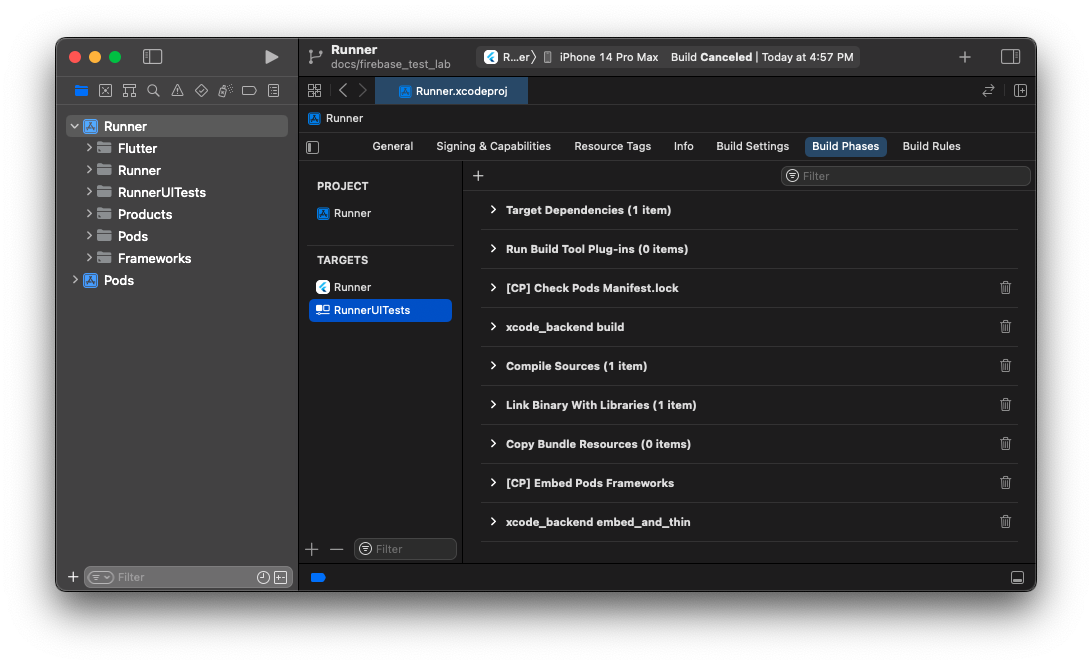 Runner
docs/firebase_test_lab
R...er
iPhone 14 Pro Max
Build Canceled | Today at 4:57 PM
Runner.xcodeproj
Runner
Flutter
Runner
RunnerUITests
Products
Pods
Frameworks
Pods
Filter
Runner
General
Signing & Capabilities
Resource Tags
Info
Build Settings
Build Phases
Build Rules
PROJECT
Runner
TARGETS
Runner
RunnerUITests
Filter
Filter
Target Dependencies (1 item)
Run Build Tool Plug-ins (0 items)
[CP] Check Pods Manifest.lock
xcode_backend build
Compile Sources (1 item)
Link Binary With Libraries (1 item)
Copy Bundle Resources (0 items)
[CP] Embed Pods Frameworks
xcode_backend embed_and_thin